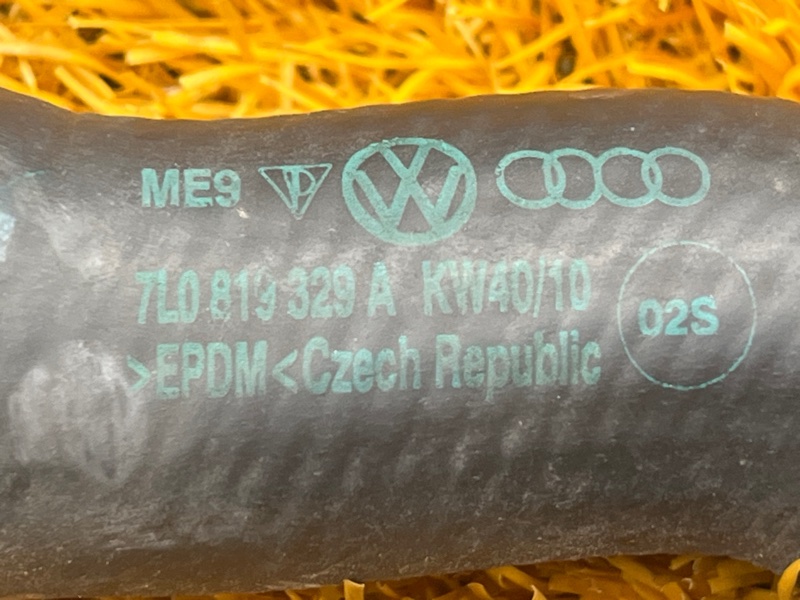 ME9
7L0 819 329 A KW40/10
02S
>EPDM<Czech Republic